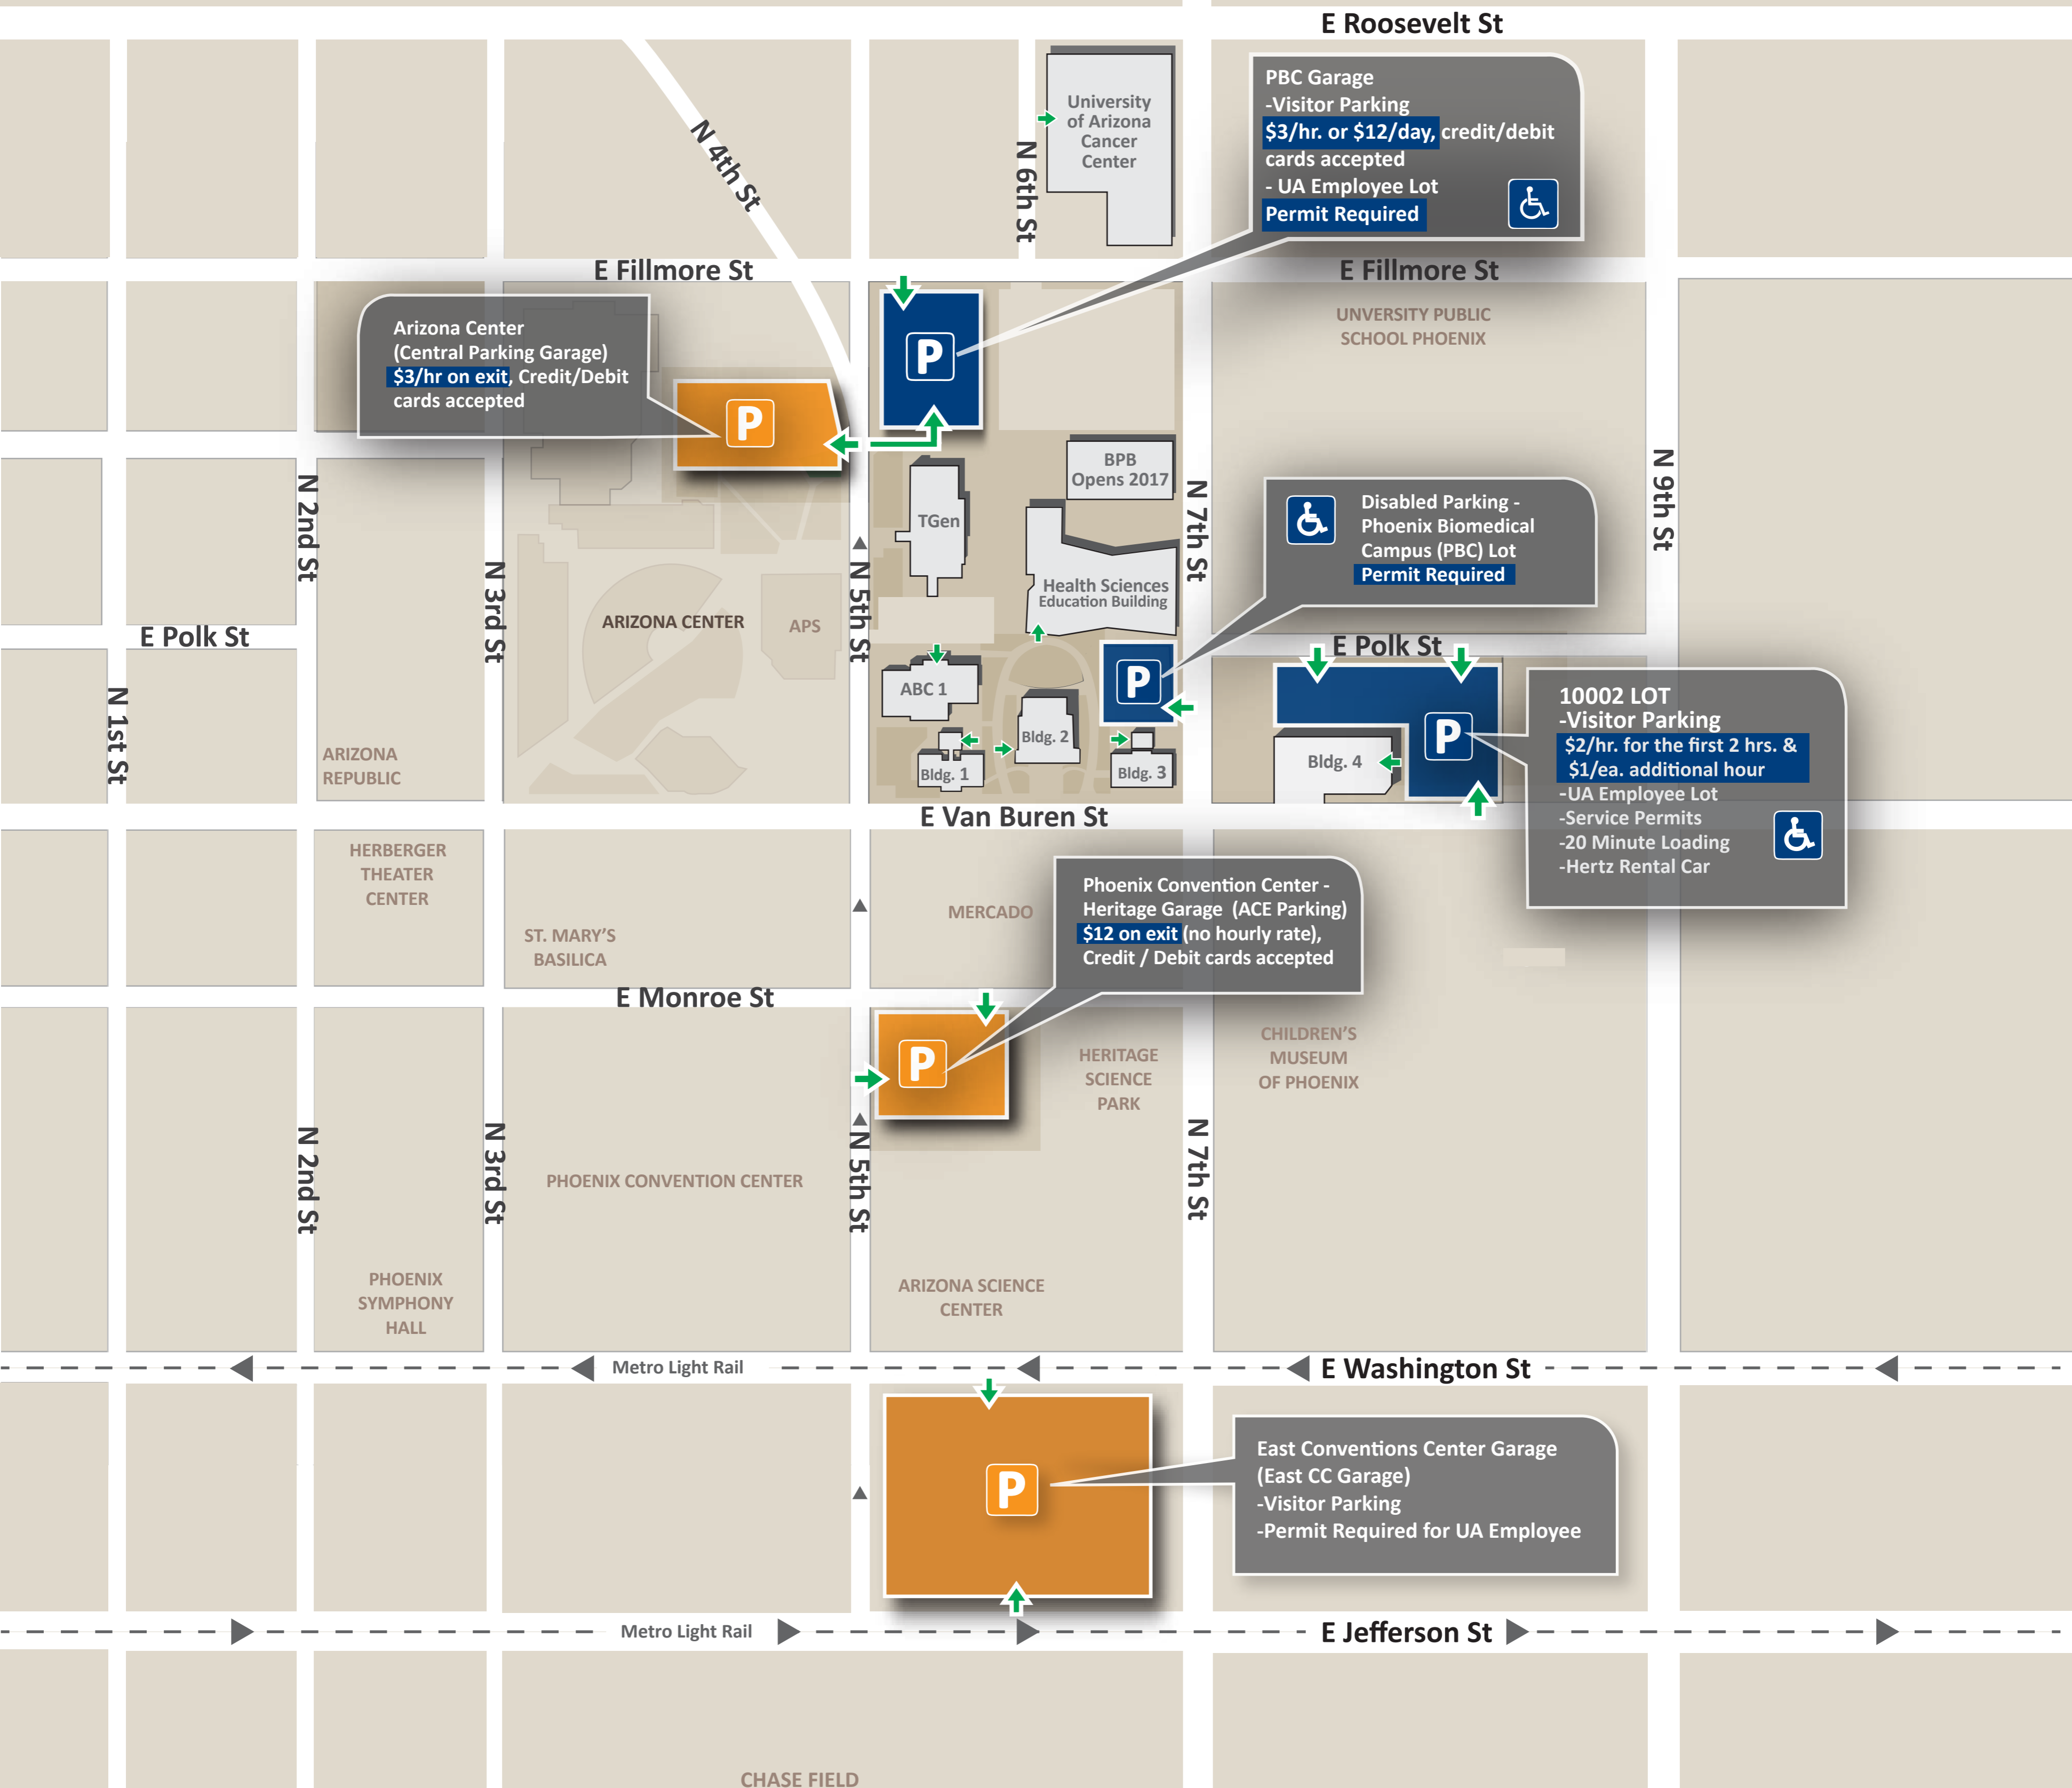 E Roosevelt St
PBC Garage
-Visitor Parking
$3/hr. or $12/day, credit/debit
cards accepted
- UA Employee Lot
Permit Required
University
of Arizona
Cancer
Center
N 4th St
N 6th St
E Fillmore St
E Fillmore St
Arizona Center
(Central Parking Garage)
$3/hr on exit, Credit/Debit
cards accepted
P
P
UNVERSITY PUBLIC
SCHOOL PHOENIX
BPB
Opens 2017
TGen
Health Sciences
Education Building
N 2nd St
N 3rd St
N 5th St
N 7th St
N 9th St
Disabled Parking -
Phoenix Biomedical
Campus (PBC) Lot
Permit Required
ARIZONA CENTER
APS
E Polk St
E Polk St
N 1st St
ABC 1
P
P
Bldg. 1
Bldg. 2
Bldg. 3
Bldg. 4
10002 LOT
-Visitor Parking
$2/hr. for the first 2 hrs. &
$1/ea. additional hour
-UA Employee Lot
-Service Permits
-20 Minute Loading
-Hertz Rental Car
ARIZONA
REPUBLIC
E Van Buren St
HERBERGER
THEATER
CENTER
ST. MARY'S
BASILICA
MERCADO
Phoenix Convention Center -
Heritage Garage (ACE Parking)
$12 on exit (no hourly rate),
Credit / Debit cards accepted
E Monroe St
P
HERITAGE
SCIENCE
PARK
CHILDREN'S
MUSEUM
OF PHOENIX
N 2nd St
N 3rd St
N 5th St
N 7th St
PHOENIX CONVENTION CENTER
PHOENIX
SYMPHONY
HALL
ARIZONA SCIENCE
CENTER
Metro Light Rail
E Washington St
P
East Conventions Center Garage
(East CC Garage)
-Visitor Parking
-Permit Required for UA Employee
Metro Light Rail
E Jefferson St
CHASE FIELD